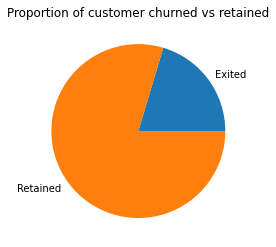 Proportion of customer churned vs retained
Exited
Retained